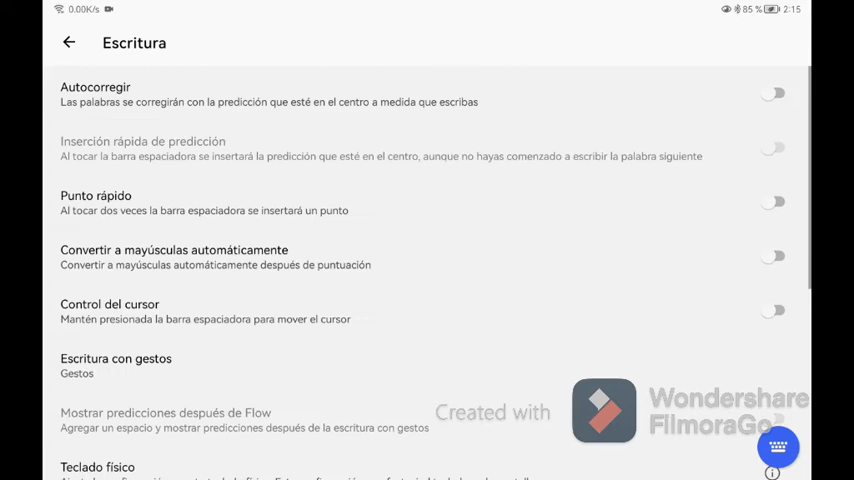 0.00K/s
85 %
2:15
Escritura
Autocorregir
Las palabras se corregirán con la predicción que esté en el centro a medida que escribas
Inserción rápida de predicción
Al tocar la barra espaciadora se insertará la predicción que esté en el centro, aunque no hayas comenzado a escribir la palabra siguiente
Punto rápido
Al tocar dos veces la barra espaciadora se insertará un punto
Convertir a mayúsculas automáticamente
Convertir a mayúsculas automáticamente después de puntuación
Control del cursor
Mantén presionada la barra espaciadora para mover el cursor
Escritura con gestos
Gestos
Mostrar predicciones después de Flow
Agregar un espacio y mostrar predicciones después de la escritura con gestos
Created with
Wondershare
FilmoraGo
Teclado físico